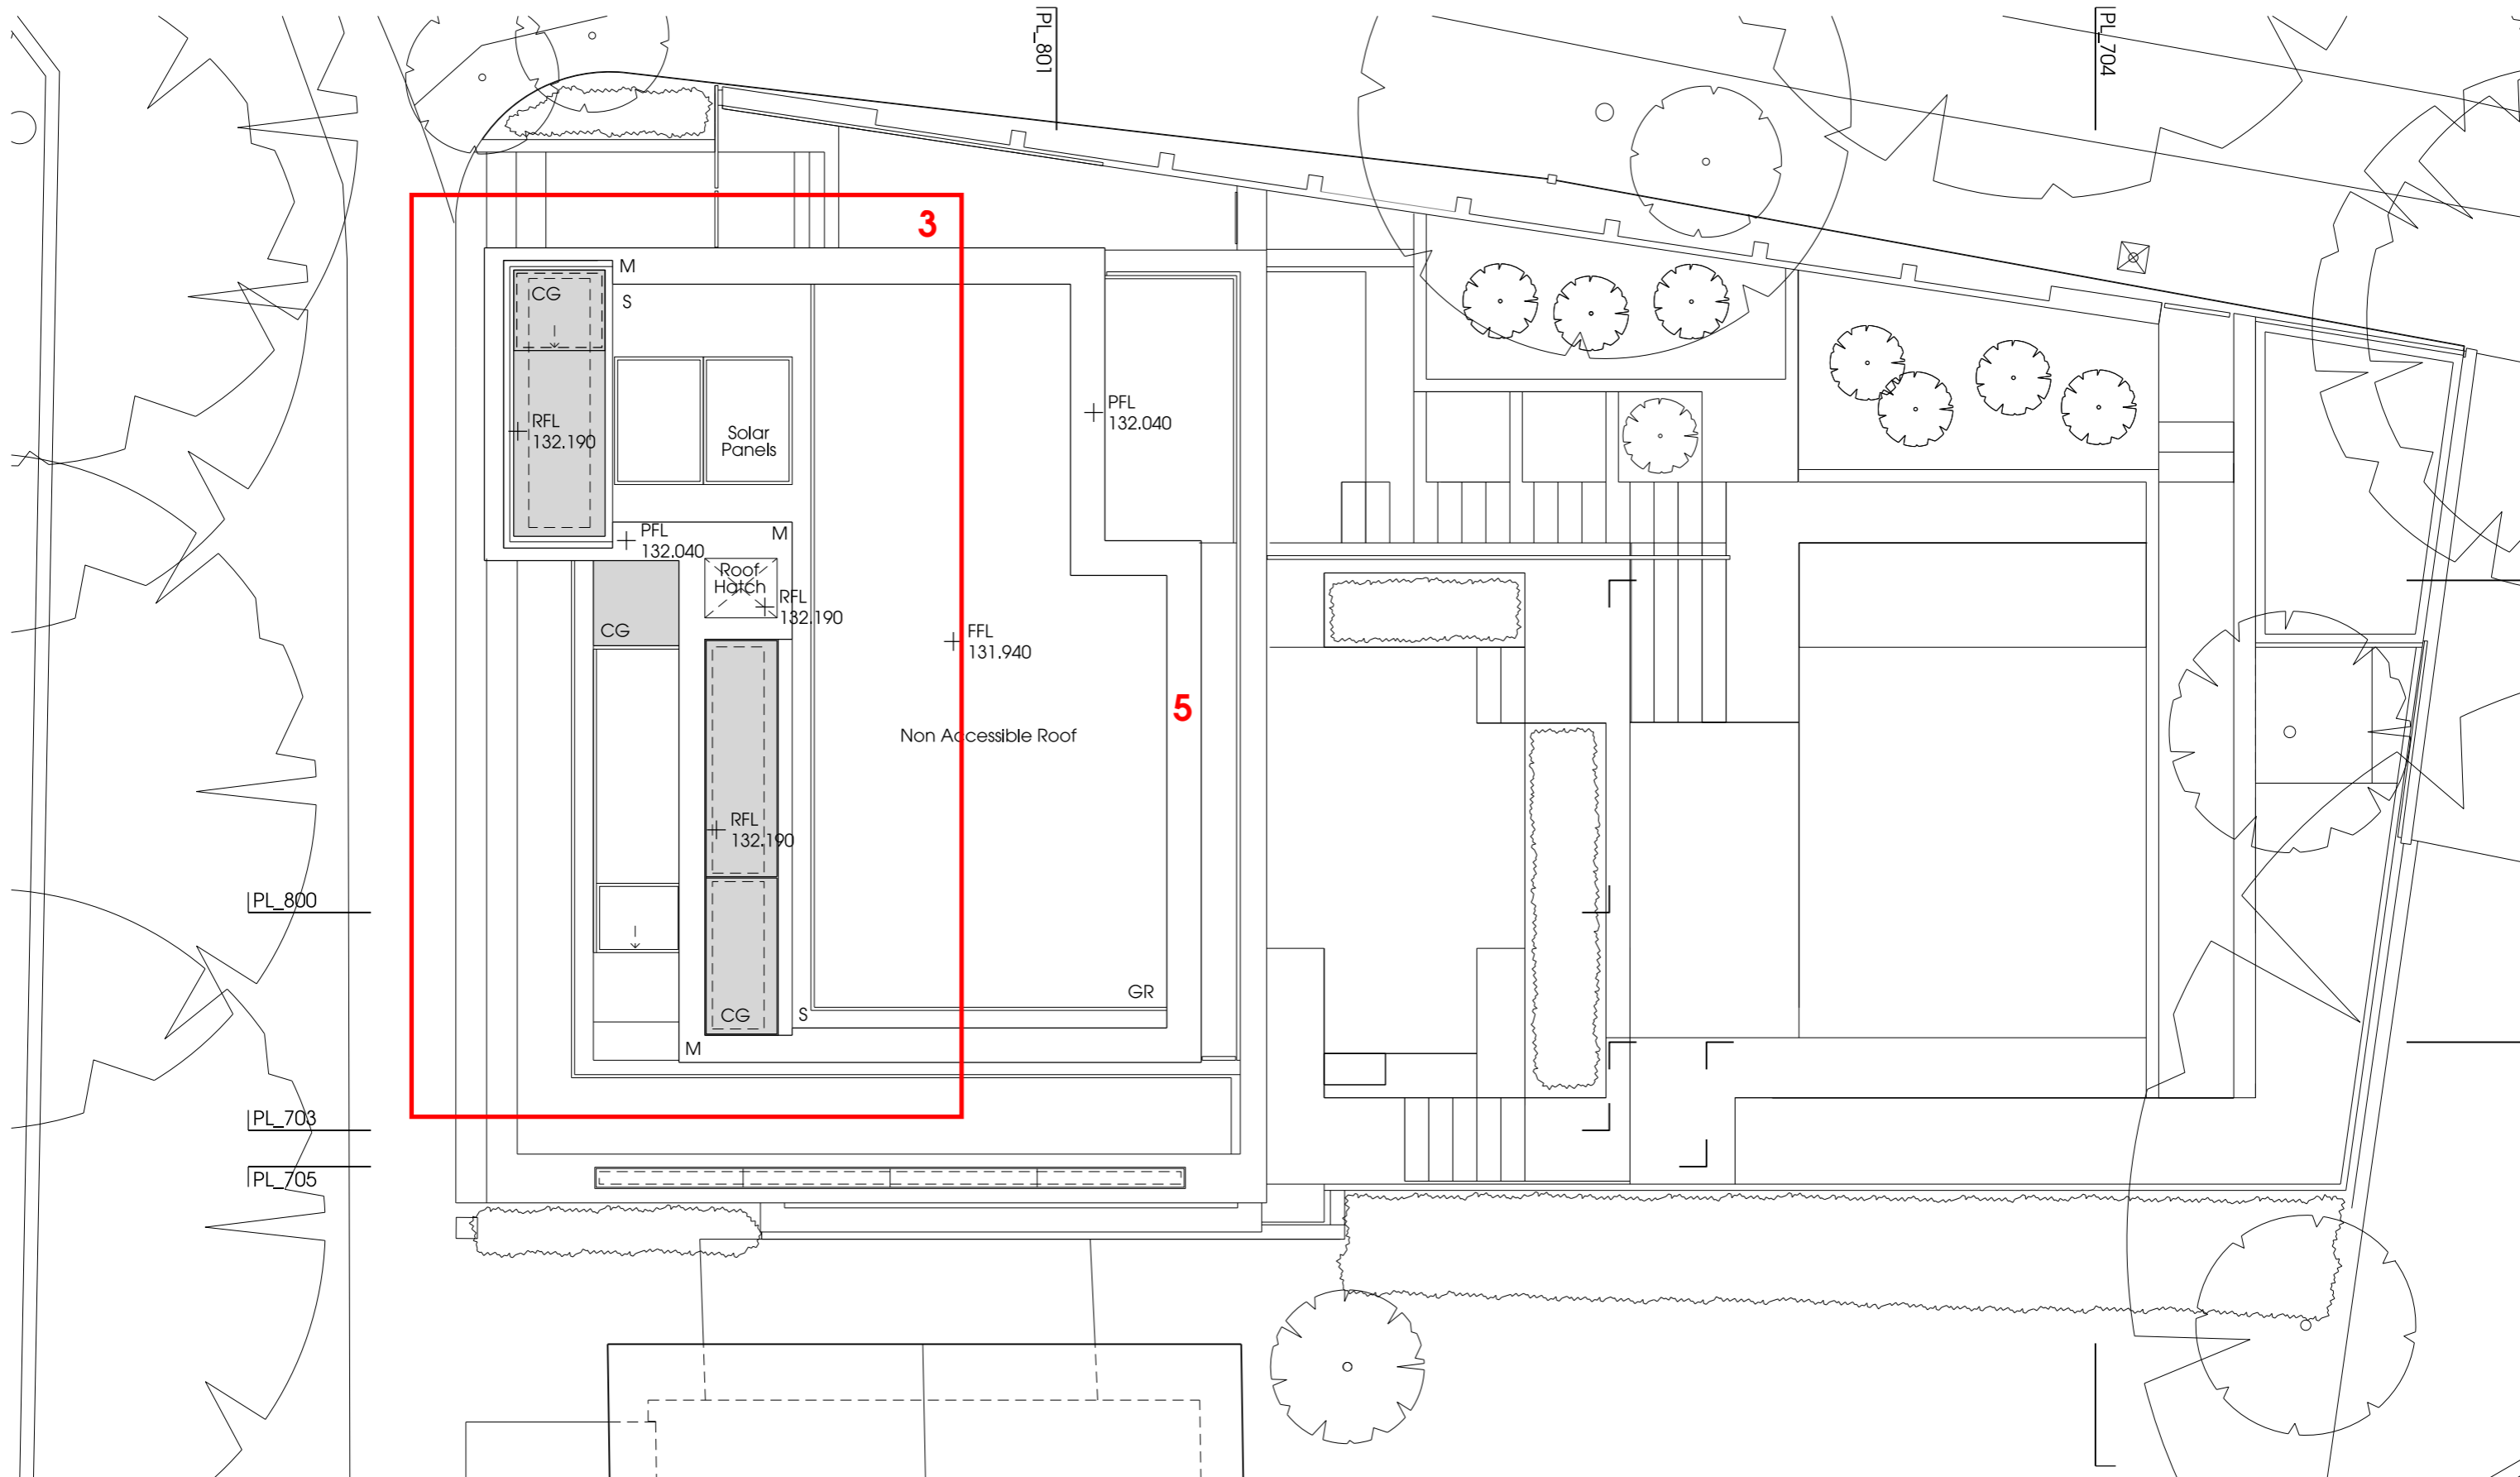 PL_801
PL_704
3
M
CG
S
PFL
132.040
RFL
132.190
Solar
Panels
PFL
132.040
M
Roof
Hatch
RFL
132.190
CG
FFL
131.940
5
Non Accessible Roof
RFL
132.190
PL_800
GR
CG
S
M
PL_703
PL_705